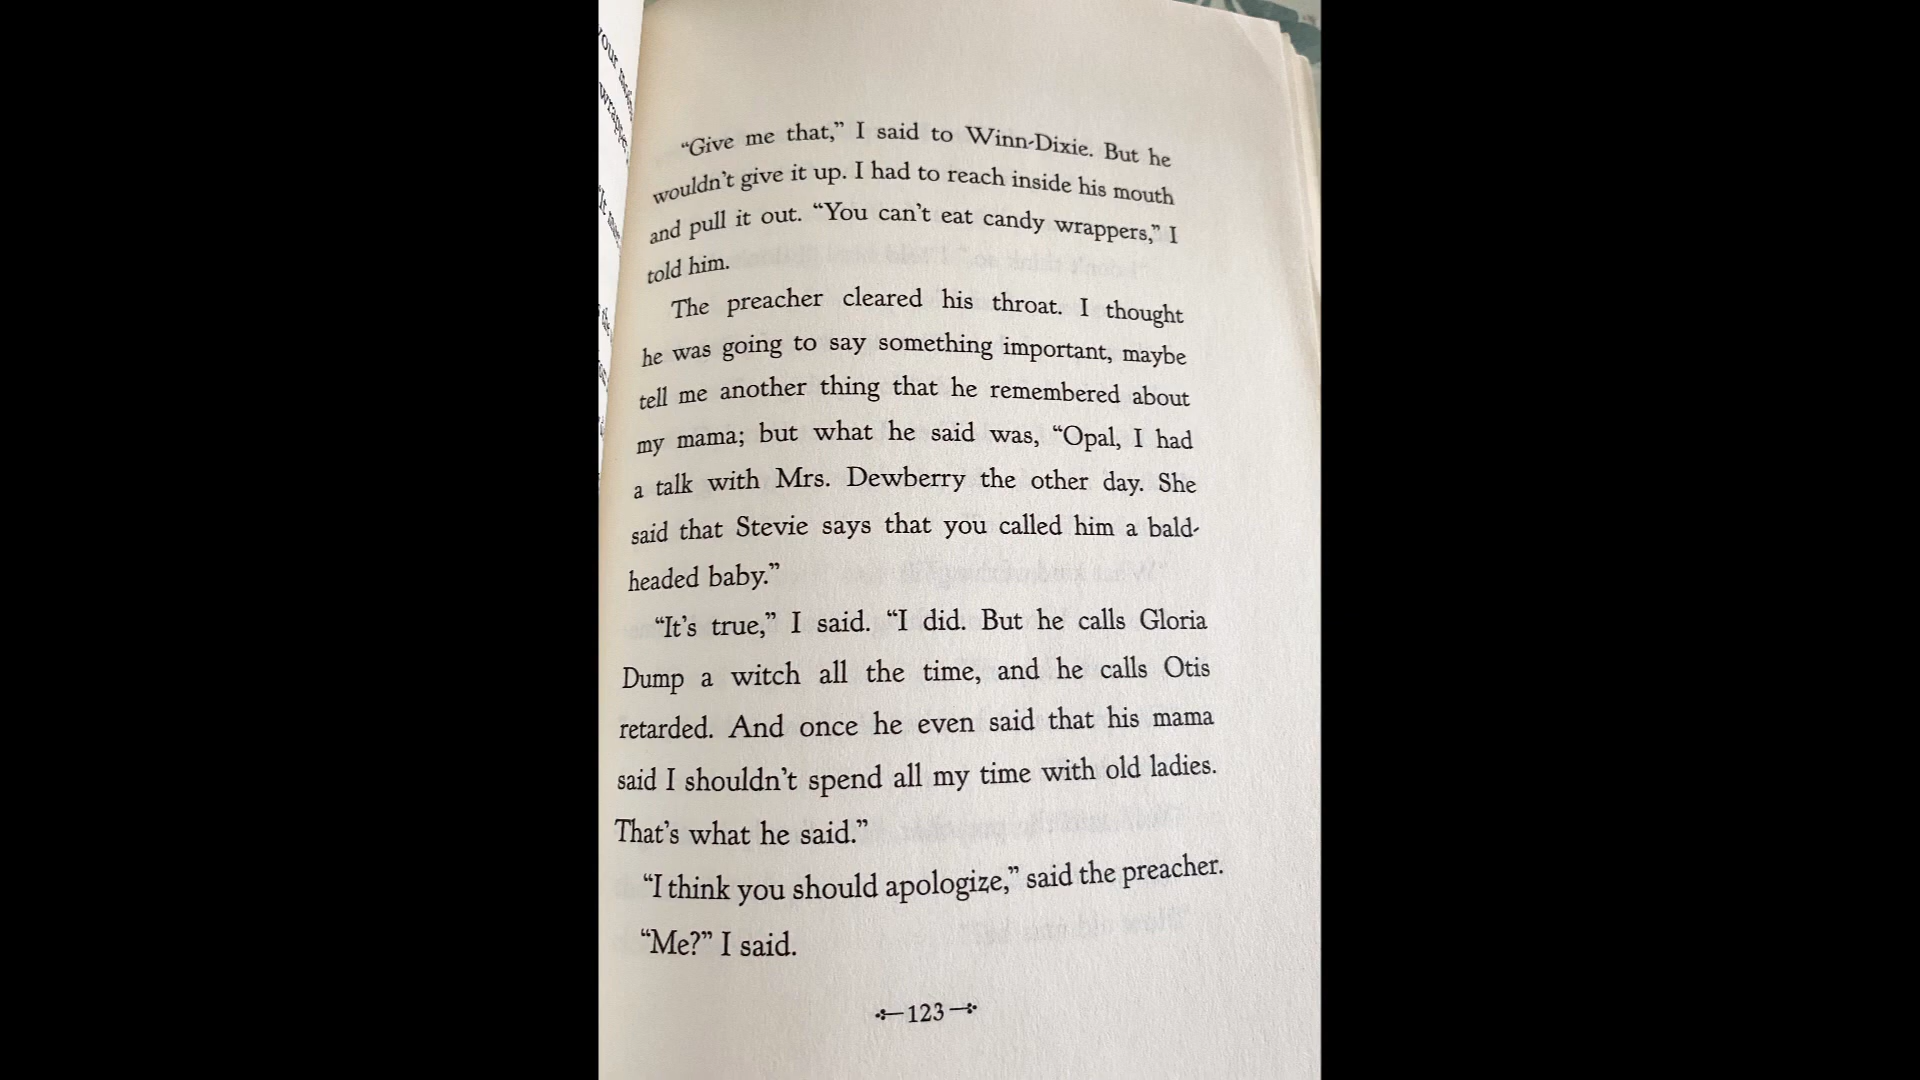 “Give me that,” I said to Winn-Dixie. But he
wouldn’t give it up. I had to reach inside his mouth
and pull it out. “You can’t eat candy wrappers,” I
told him.
The preacher cleared his throat. I thought
he was going to say something important, maybe
tell me another thing that he remembered about
my mama; but what he said was, “Opal, I had
a talk with Mrs. Dewberry the other day. She
said that Stevie says that you called him a bald-
headed baby.”
“It’s true,” I said. “I did. But he calls Gloria
Dump a witch all the time, and he calls Otis
retarded. And once he even said that his mama
said I shouldn’t spend all my time with old ladies.
That’s what he said.”
“I think you should apologize,” said the preacher.
“Me?” I said.
123